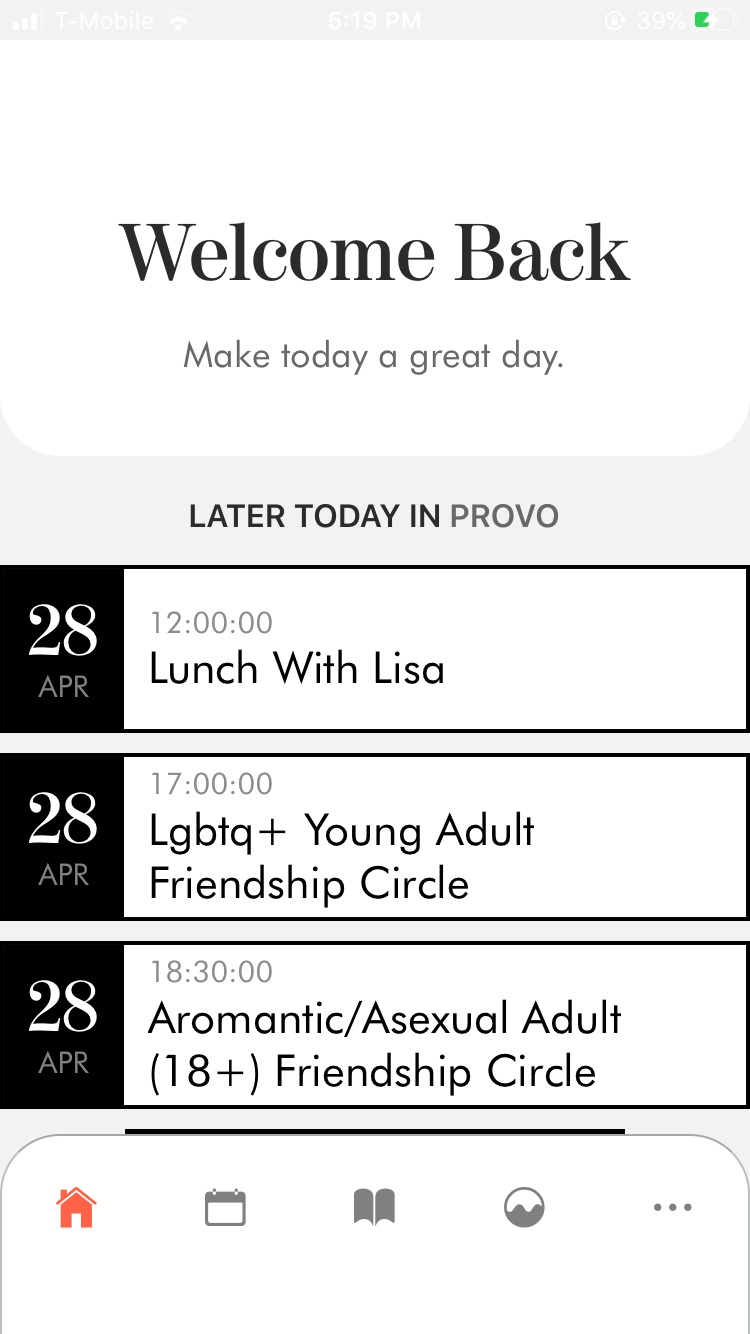 T-Mobile 5:19 PM 39%
Welcome Back
Make today a great day.
LATER TODAY IN PROVO
28
APR
12:00:00
Lunch With Lisa
28
APR
17:00:00
Lgbtq+ Young Adult
Friendship Circle
28
APR
18:30:00
Aromantic/Asexual Adult
(18+) Friendship Circle